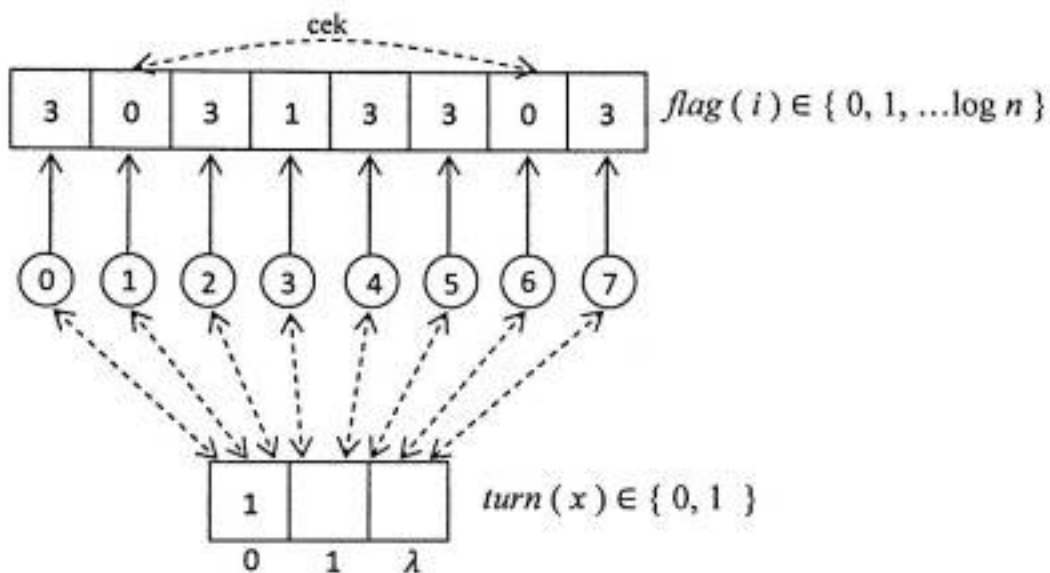 cek
3 0 3 1 3 3 0 3 flag ( i ) ∈ { 0, 1, ...log n }
0 1 2 3 4 5 6 7
1 turn ( x ) ∈ { 0, 1 }
0 1 λ